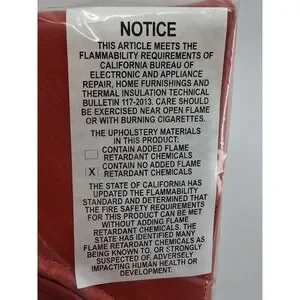 NOTICE
THIS ARTICLE MEETS THE
FLAMMABILITY REQUIREMENTS OF
CALIFORNIA BUREAU OF
ELECTRONIC AND APPLIANCE
REPAIR, HOME FURNISHINGS AND
THERMAL INSULATION TECHNICAL
BULLETIN 117-2013. CARE SHOULD
BE EXERCISED NEAR OPEN FLAME
OR WITH BURNING CIGARETTES.
THE UPHOLSTERY MATERIALS
IN THIS PRODUCT:
CONTAIN ADDED FLAME
RETARDANT CHEMICALS
X CONTAIN NO ADDED FLAME
RETARDANT CHEMICALS
THE STATE OF CALIFORNIA HAS
UPDATED THE FLAMMABILITY
STANDARD AND DETERMINED THAT
THE FIRE SAFETY REQUIREMENTS
FOR THIS PRODUCT CAN BE MET
WITHOUT ADDING FLAME
RETARDANT CHEMICALS. THE
STATE HAS IDENTIFIED MANY
FLAME RETARDANT CHEMICALS AS
BEING KNOWN TO, OR STRONGLY
SUSPECTED OF, ADVERSELY
IMPACTING HUMAN HEALTH OR
DEVELOPMENT.